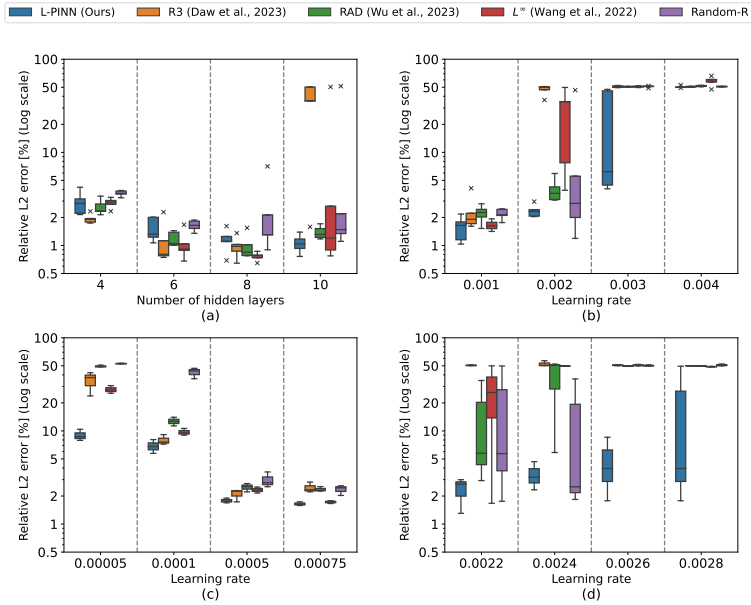 L-PINN (Ours) R3 (Daw et al., 2023) RAD (Wu et al., 2023) L∞ (Wang et al., 2022) Random-R
Relative L2 error [%] (Log scale)
100
50
20
10
5
2
1
0.5
4 6 8 10
Number of hidden layers
(a)
Relative L2 error [%] (Log scale)
100
50
20
10
5
2
1
0.5
0.001 0.002 0.003 0.004
Learning rate
(b)
Relative L2 error [%] (Log scale)
100
50
20
10
5
2
1
0.5
0.00005 0.0001 0.0005 0.00075
Learning rate
(c)
Relative L2 error [%] (Log scale)
100
50
20
10
5
2
1
0.5
0.0022 0.0024 0.0026 0.0028
Learning rate
(d)